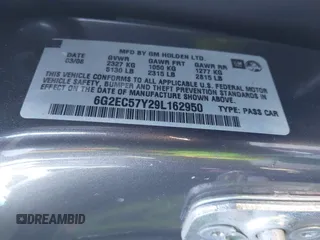 MFD BY GM HOLDEN LTD.
DATE GVWR GAWR FRT GAWR RR
03/08 2327 KG 1050 KG 1277 KG
5130 LB 2315 LB 2815 LB
THIS VEHICLE CONFORMS TO ALL APPLICABLE U.S. FEDERAL MOTOR
VEHICLE SAFETY, BUMPER, AND THEFT PREVENTION STANDARDS IN
EFFECT ON THE DATE OF MANUFACTURE SHOWN ABOVE.
6G2EC57Y29L162950
TYPE: PASS CAR
DREAMBID